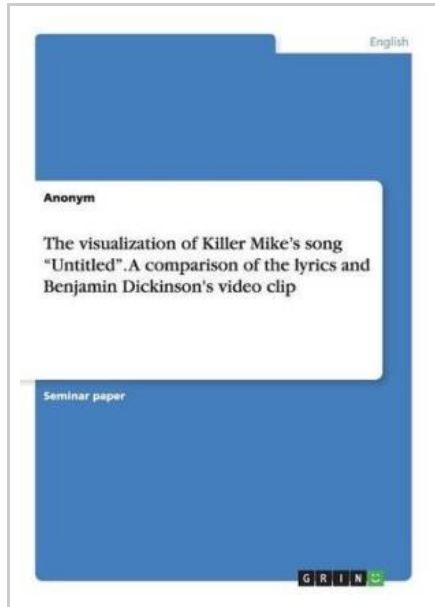 English
Anonym
The visualization of Killer Mike's song
“Untitled”. A comparison of the lyrics and
Benjamin Dickinson's video clip
Seminar paper
GRIN